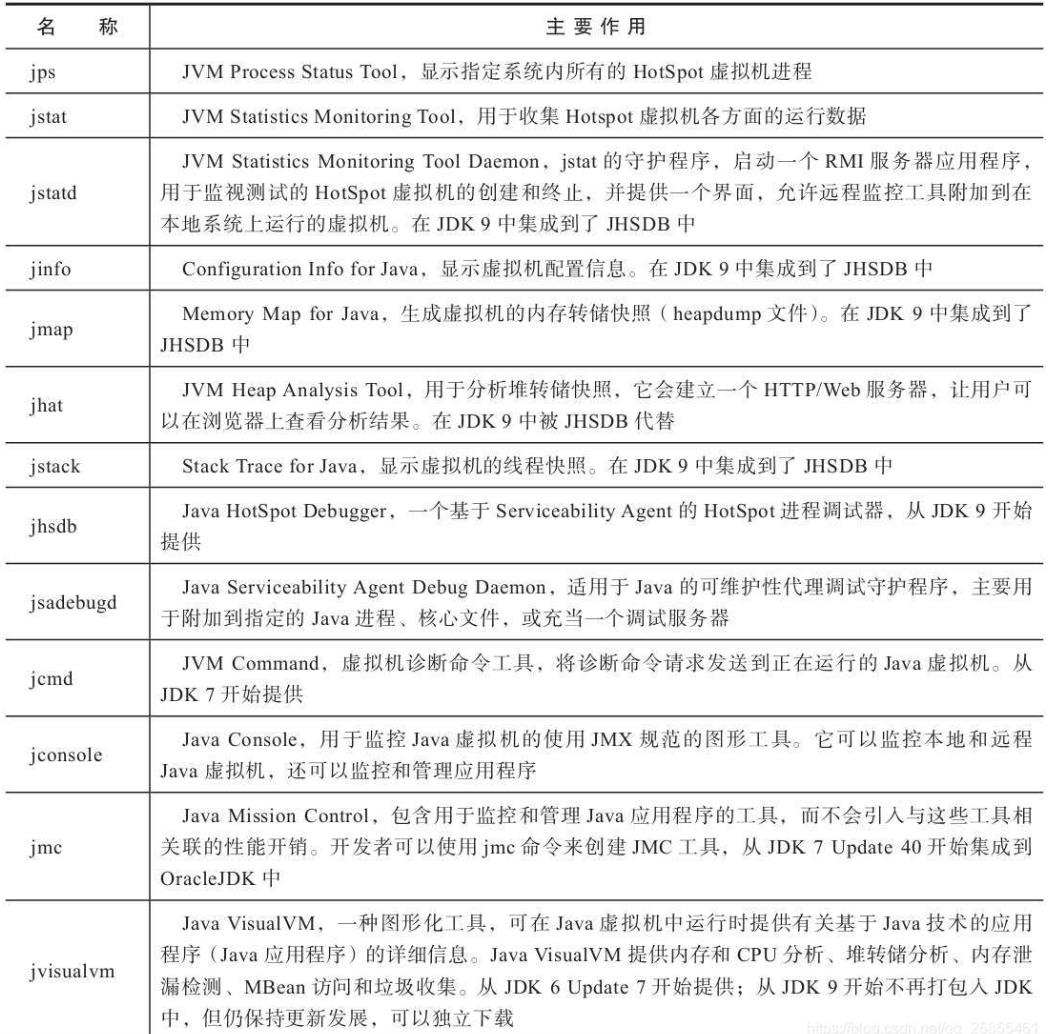 名 称 主 要 作 用
jps JVM Process Status Tool，显示指定系统内所有的 HotSpot 虚拟机进程
jstat JVM Statistics Monitoring Tool，用于收集 Hotspot 虚拟机各方面的运行数据
JVM Statistics Monitoring Tool Daemon，jstat 的守护程序，启动一个 RMI 服务器应用程序，
jstatd 用于监视测试的 HotSpot 虚拟机的创建和终止，并提供一个界面，允许远程监控工具附加到在
本地系统上运行的虚拟机。在 JDK 9 中集成到了 JHSDB 中
jinfo Configuration Info for Java，显示虚拟机配置信息。在 JDK 9 中集成到了 JHSDB 中
jmap Memory Map for Java，生成虚拟机的内存转储快照（heapdump 文件）。在 JDK 9 中集成到了
JHSDB 中
jhat JVM Heap Analysis Tool，用于分析堆转储快照，它会建立一个 HTTP/Web 服务器，让用户可
以在浏览器上查看分析结果。在 JDK 9 中被 JHSDB 代替
jstack Stack Trace for Java，显示虚拟机的线程快照。在 JDK 9 中集成到了 JHSDB 中
jhsdb Java HotSpot Debugger，一个基于 Serviceability Agent 的 HotSpot 进程调试器，从 JDK 9 开始
提供
jsadebugd Java Serviceability Agent Debug Daemon，适用于 Java 的可维护性代理调试守护程序，主要用
于附加到指定的 Java 进程、核心文件，或充当一个调试服务器
jcmd JVM Command，虚拟机诊断命令工具，将诊断命令请求发送到正在运行的 Java 虚拟机。从
JDK 7 开始提供
jconsole Java Console，用于监控 Java 虚拟机的使用 JMX 规范的图形工具。它可以监控本地和远程
Java 虚拟机，还可以监控和管理应用程序
Java Mission Control，包含用于监控和管理 Java 应用程序的工具，而不会引入与这些工具相
jmc 关联的性能开销。开发者可以使用 jmc 命令来创建 JMC 工具，从 JDK 7 Update 40 开始集成到
OracleJDK 中
Java VisualVM，一种图形化工具，可在 Java 虚拟机中运行时提供有关基于 Java 技术的应用
程序（Java 应用程序）的详细信息。Java VisualVM 提供内存和 CPU 分析、堆转储分析、内存泄
jvisualvm 漏检测、MBean 访问和垃圾收集。从 JDK 6 Update 7 开始提供；从 JDK 9 开始不再打包入 JDK
中，但仍保持更新发展，可以独立下载
https://blog.csdn.net/qq_26855461